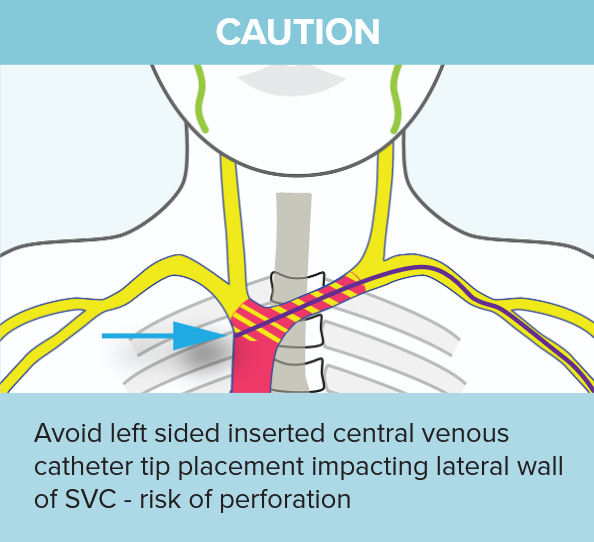 CAUTION
Avoid left sided inserted central venous
catheter tip placement impacting lateral wall
of SVC - risk of perforation